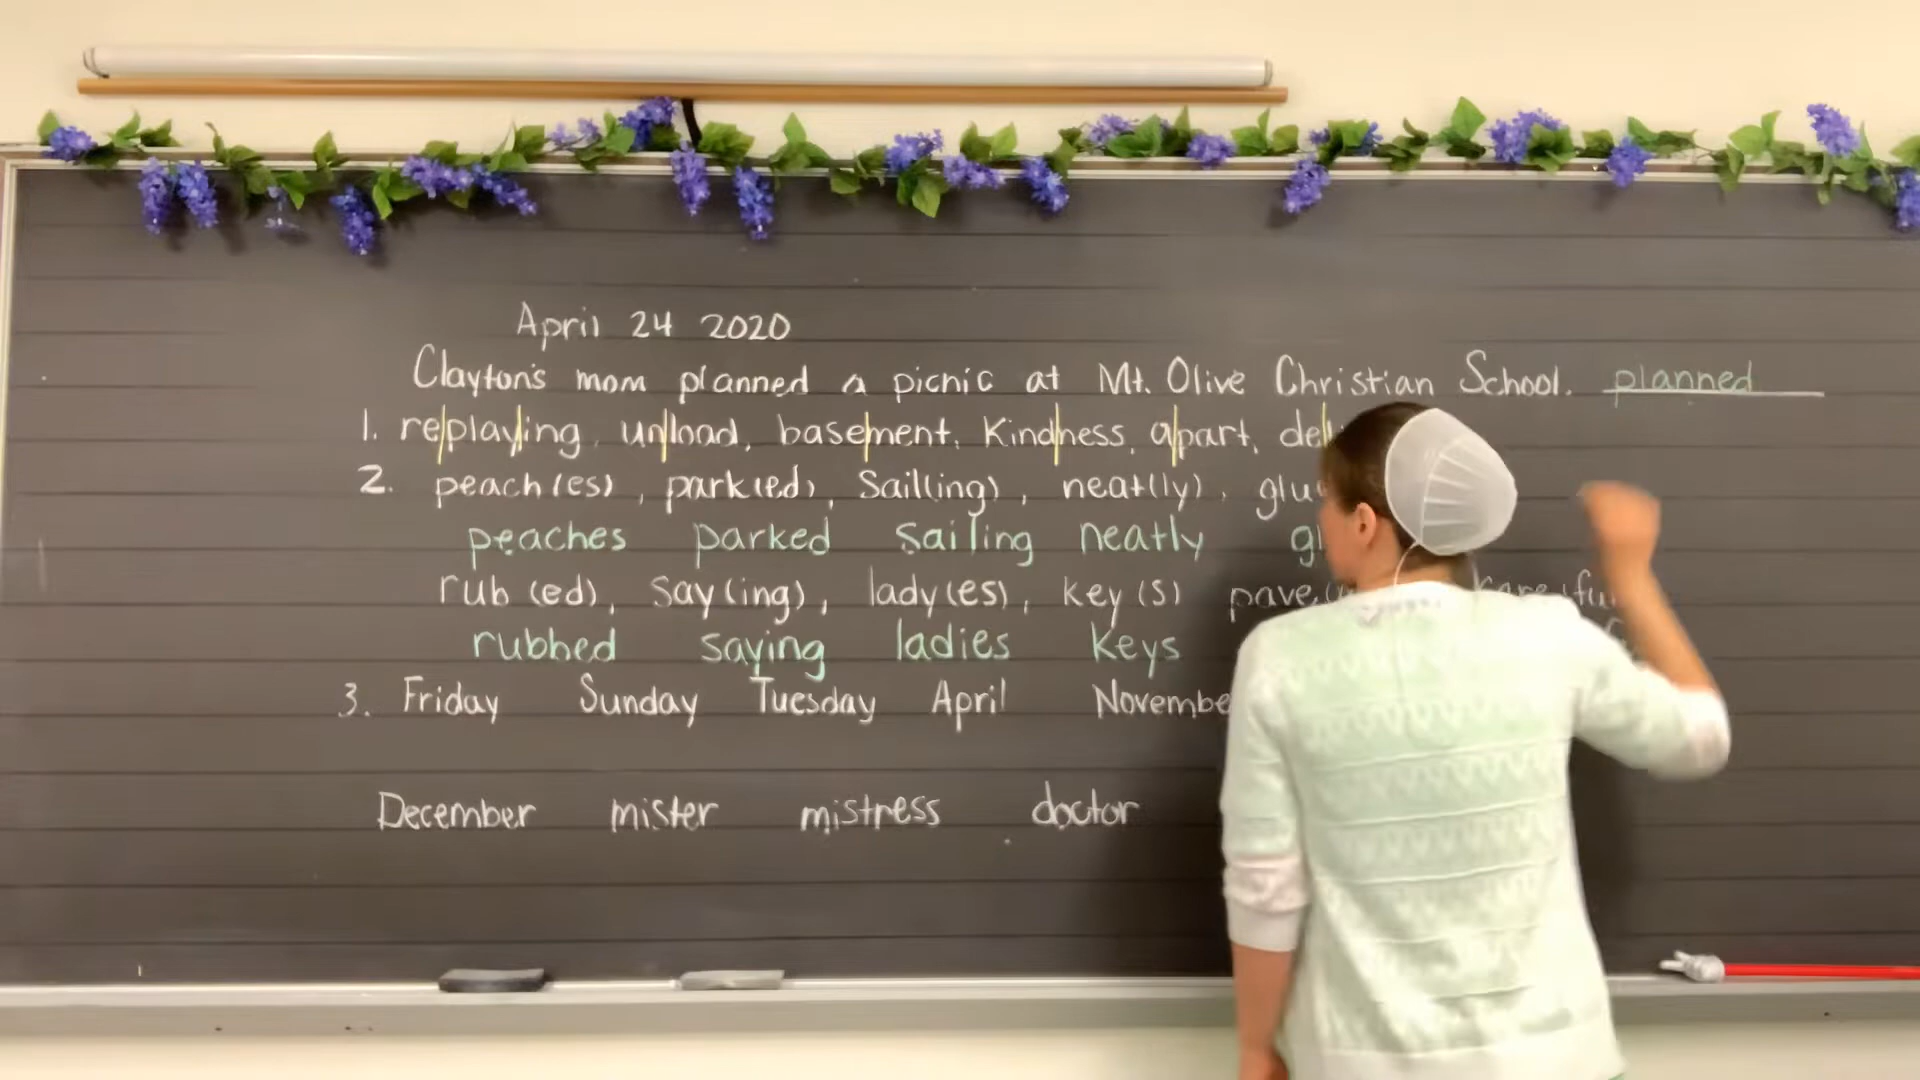 April 24 2020
Clayton's mom planned a picnic at Mt. Olive Christian School. planned
1. re|play|ing, un|load, base|ment, Kind|ness, a|part, de|
2. peach(es), park(ed), Sail(ing), neat(ly),
peaches parked sailing neatly
rub(ed), say(ing), lady(es), key(s) pave
rubbed saying ladies keys
3. Friday Sunday Tuesday April Novembe
December mister mistress doctor